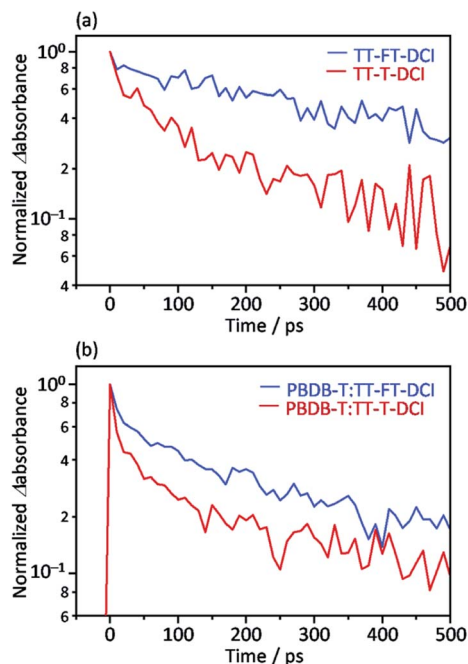 (a)
Normalized Δabsorbance
10⁰
8
6
4
2
10⁻¹
8
6
4
TT-FT-DCI
TT-T-DCI
0
100
200
300
400
500
Time / ps
(b)
Normalized Δabsorbance
10⁰
8
6
4
2
10⁻¹
8
6
PBDB-T:TT-FT-DCI
PBDB-T:TT-T-DCI
0
100
200
300
400
500
Time / ps